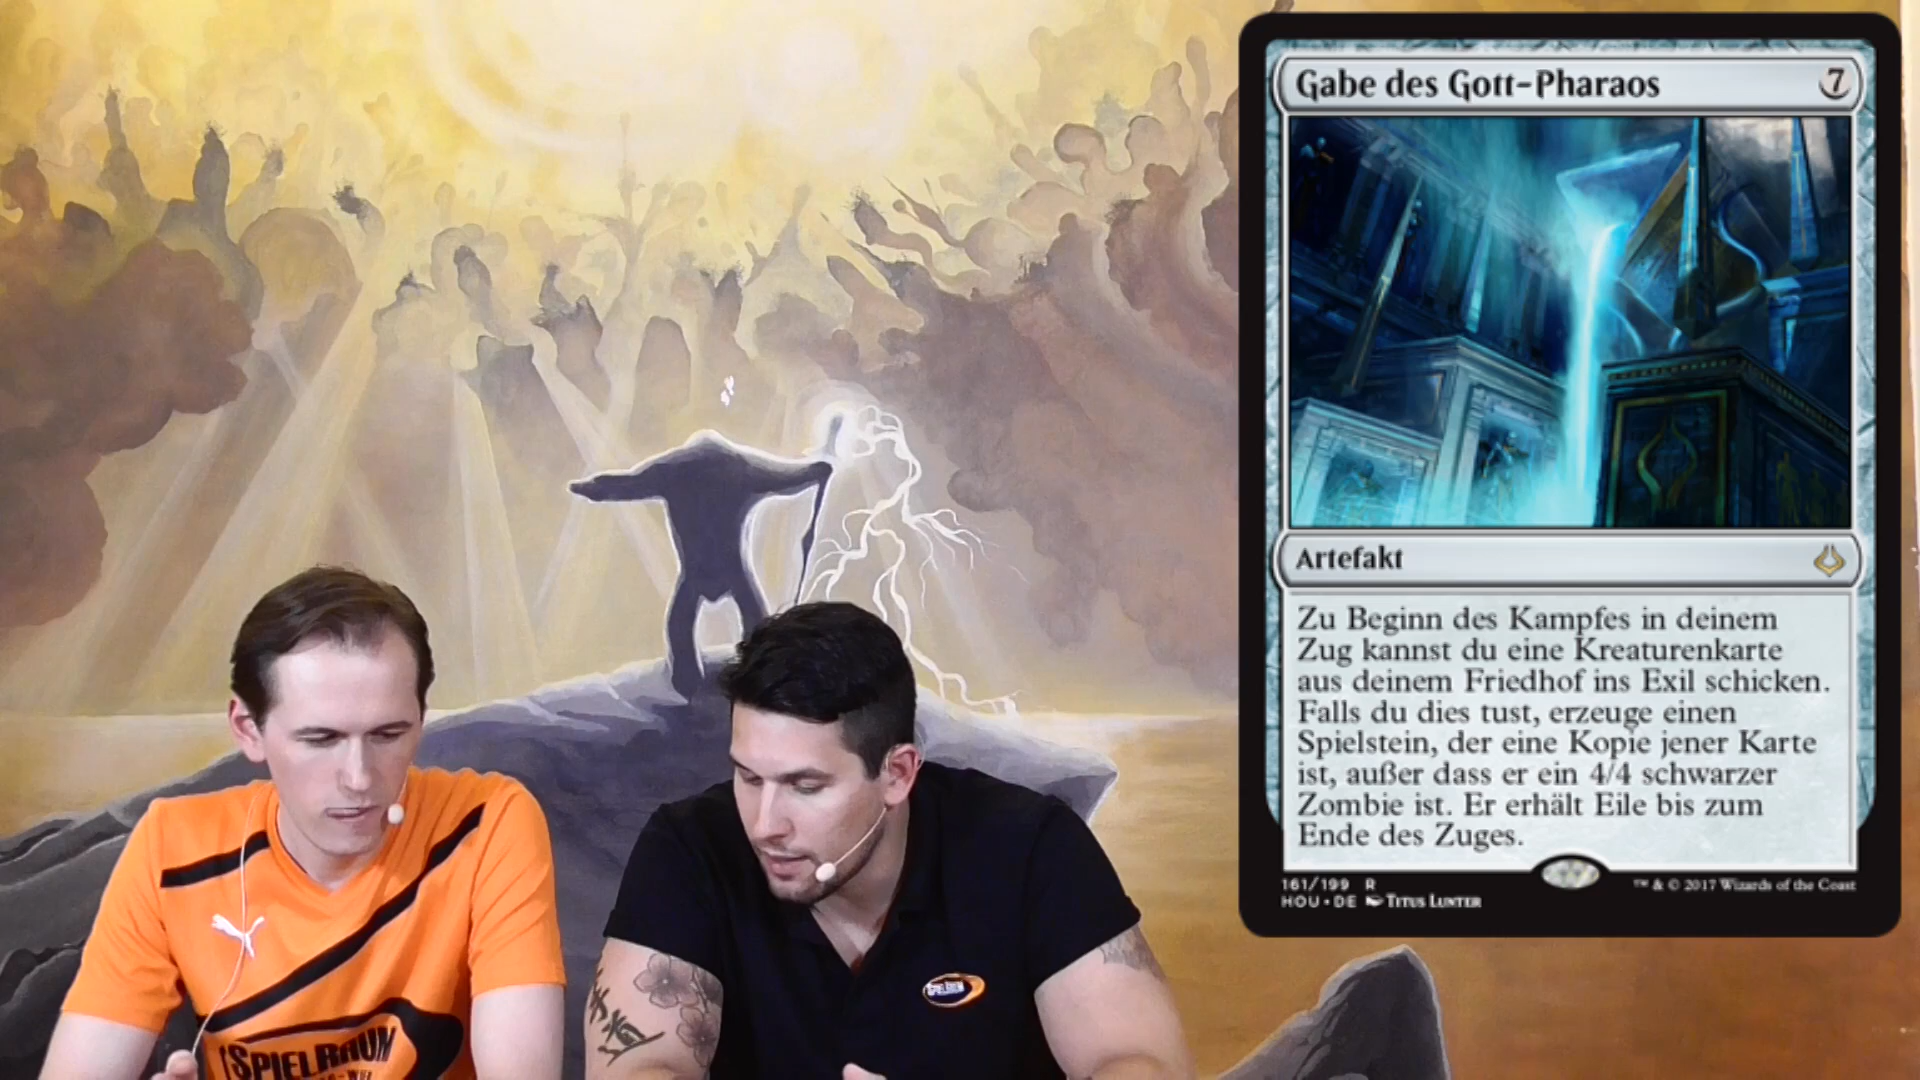 Gabe des Gott-Pharaos 7
Artefakt
Zu Beginn des Kampfes in deinem
Zug kannst du eine Kreaturenkarte
aus deinem Friedhof ins Exil schicken.
Falls du dies tust, erzeuge einen
Spielstein, der eine Kopie jener Karte
ist, außer dass er ein 4/4 schwarzer
Zombie ist. Er erhält Eile bis zum
Ende des Zuges.
161/199 R
HOU • DE TITUS LUNTER
™ & © 2017 Wizards of the Coast
SPIELRAUM
SPIELRAUM